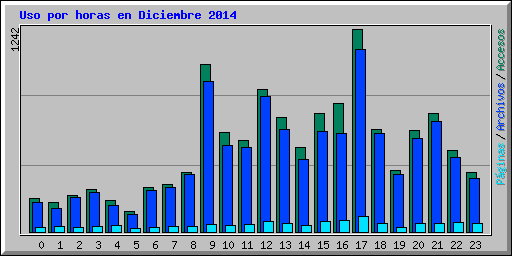 Uso por horas en Diciembre 2014
1242
Páginas / Archivos / Accesos
0 1 2 3 4 5 6 7 8 9 10 11 12 13 14 15 16 17 18 19 20 21 22 23